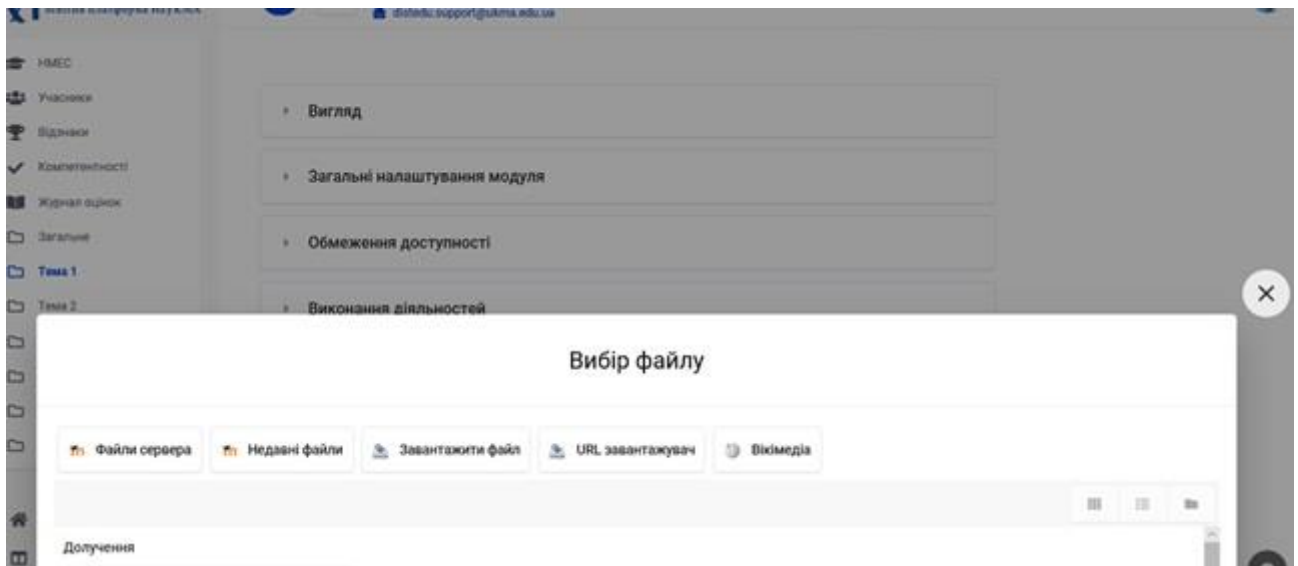 distedu.support@ukma.edu.ua
НМЕС
Учасники
Відзнаки
Компетентності
Журнал оцінок
Загальне
Тема 1
Тема 2
Вигляд
Загальні налаштування модуля
Обмеження доступності
Виконання діяльностей
Вибір файлу
Файли сервера
Недавні файли
Завантажити файл
URL завантажувач
Вікімедіа
Долучення